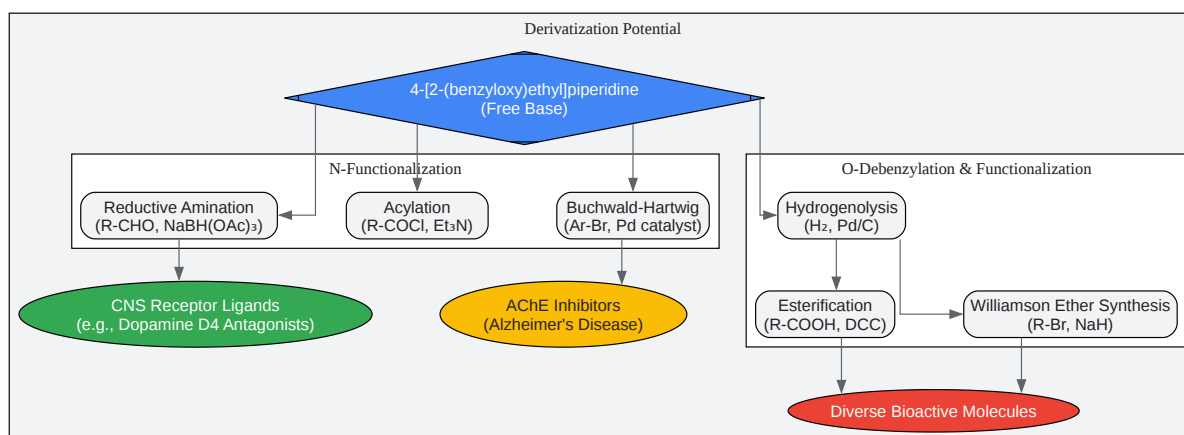 Derivatization Potential
4-[2-(benzyloxy)ethyl]piperidine
(Free Base)
N-Functionalization
Reductive Amination
(R-CHO, NaBH(OAc)₃)
Acylation
(R-COCl, Et₃N)
Buchwald-Hartwig
(Ar-Br, Pd catalyst)
O-Debenzylation & Functionalization
Hydrogenolysis
(H₂, Pd/C)
CNS Receptor Ligands
(e.g., Dopamine D4 Antagonists)
AChE Inhibitors
(Alzheimer's Disease)
Esterification
(R-COOH, DCC)
Williamson Ether Synthesis
(R-Br, NaH)
Diverse Bioactive Molecules